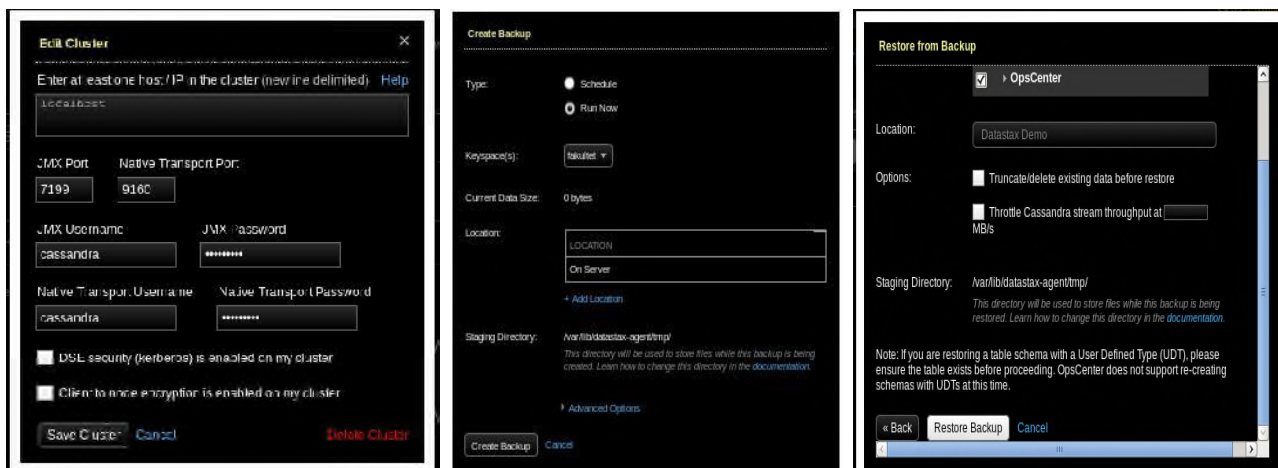 Edit Cluster
×
Enter at least one host / IP in the cluster (new line delimited) Help
localhost
JMX Port Native Transport Port
7199 9160
JMX Username JMX Password
cassandra •••••••••
Native Transport Username Native Transport Password
cassandra •••••••••
DSE security (kerberos) is enabled on my cluster
Client to node encryption is enabled on my cluster
Save Cluster Cancel Delete Cluster
Create Backup
Type: Schedule
Run Now
Keyspace(s): fakultet
Current Data Size: 0 bytes
Location:
LOCATION
On Server
+ Add Location
Staging Directory: /var/lib/datastax-agent/tmp/
This directory will be used to store files while this backup is being
created. Learn how to change this directory in the documentation.
Advanced Options
Create Backup Cancel
Restore from Backup
OpsCenter
Location: Datastax Demo
Options: Truncate/delete existing data before restore
Throttle Cassandra stream throughput at
MB/s
Staging Directory: /var/lib/datastax-agent/tmp/
This directory will be used to store files while this backup is being
restored. Learn how to change this directory in the documentation.
Note: If you are restoring a table schema with a User Defined Type (UDT), please
ensure the table exists before proceeding. OpsCenter does not support re-creating
schemas with UDTs at this time.
« Back Restore Backup Cancel